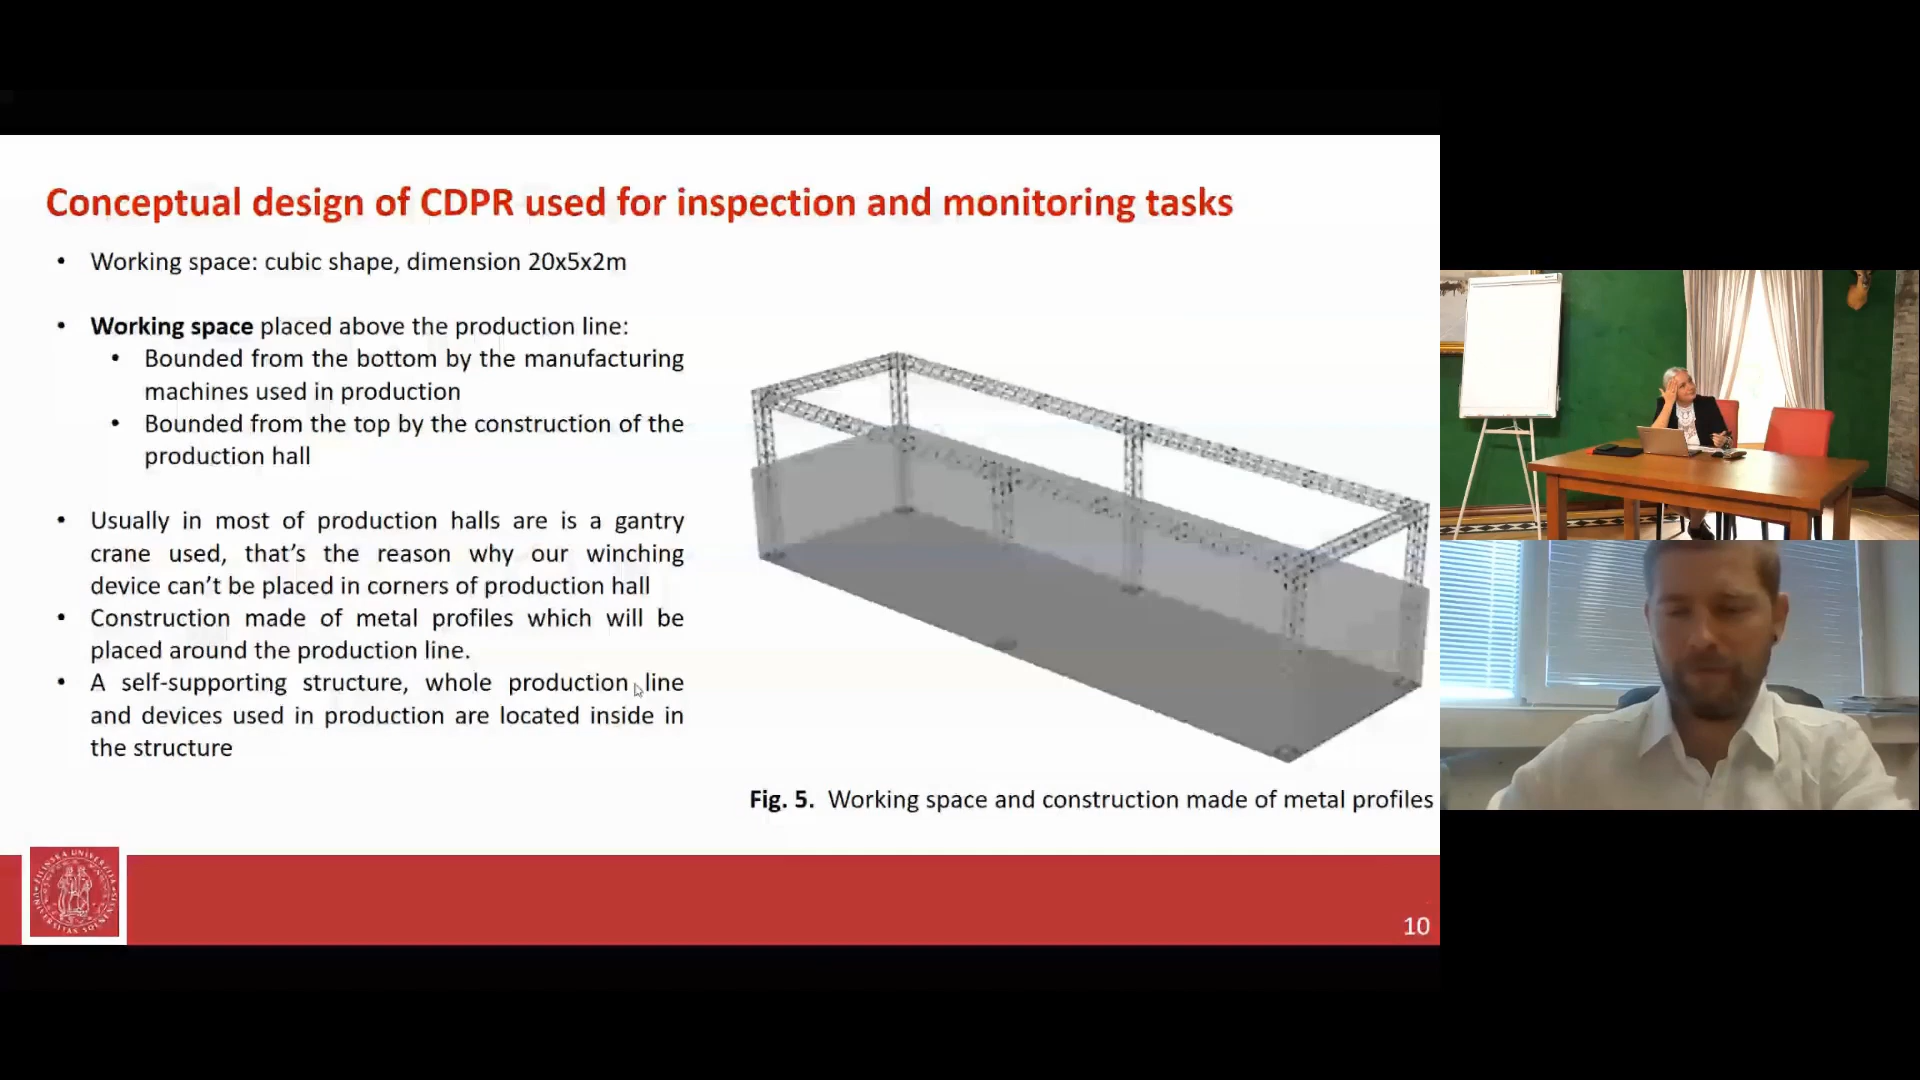 Conceptual design of CDPR used for inspection and monitoring tasks
• Working space: cubic shape, dimension 20x5x2m
• Working space placed above the production line:
• Bounded from the bottom by the manufacturing
machines used in production
• Bounded from the top by the construction of the
production hall
• Usually in most of production halls are is a gantry
crane used, that's the reason why our winching
device can't be placed in corners of production hall
• Construction made of metal profiles which will be
placed around the production line.
• A self-supporting structure, whole production line
and devices used in production are located inside in
the structure
Fig. 5. Working space and construction made of metal profiles
10